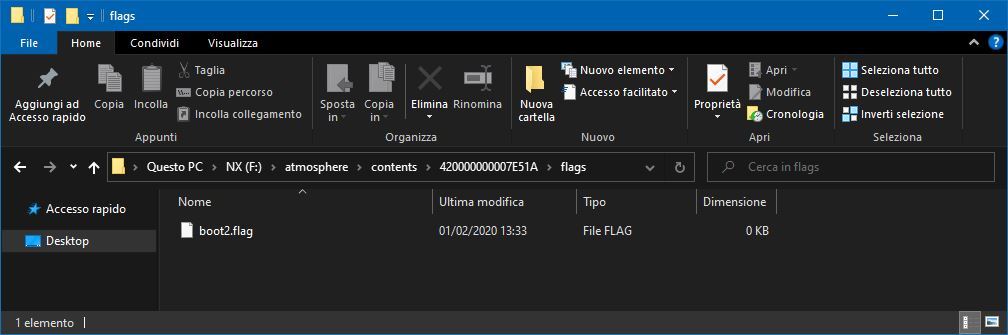 flags
File Home Condividi Visualizza
Aggiungi ad Accesso rapido
Copia
Incolla
Taglia
Copia percorso
Incolla collegamento
Appunti
Sposta in
Copia in
Elimina
Rinomina
Organizza
Nuova cartella
Nuovo elemento
Accesso facilitato
Nuovo
Proprietà
Apri
Modifica
Cronologia
Apri
Seleziona tutto
Deseleziona tutto
Inverti selezione
Seleziona
Questo PC > NX (F:) > atmosphere > contents > 420000000007E51A > flags
Cerca in flags
Accesso rapido
Desktop
Nome Ultima modifica Tipo Dimensione
boot2.flag 01/02/2020 13:33 File FLAG 0 KB
1 elemento